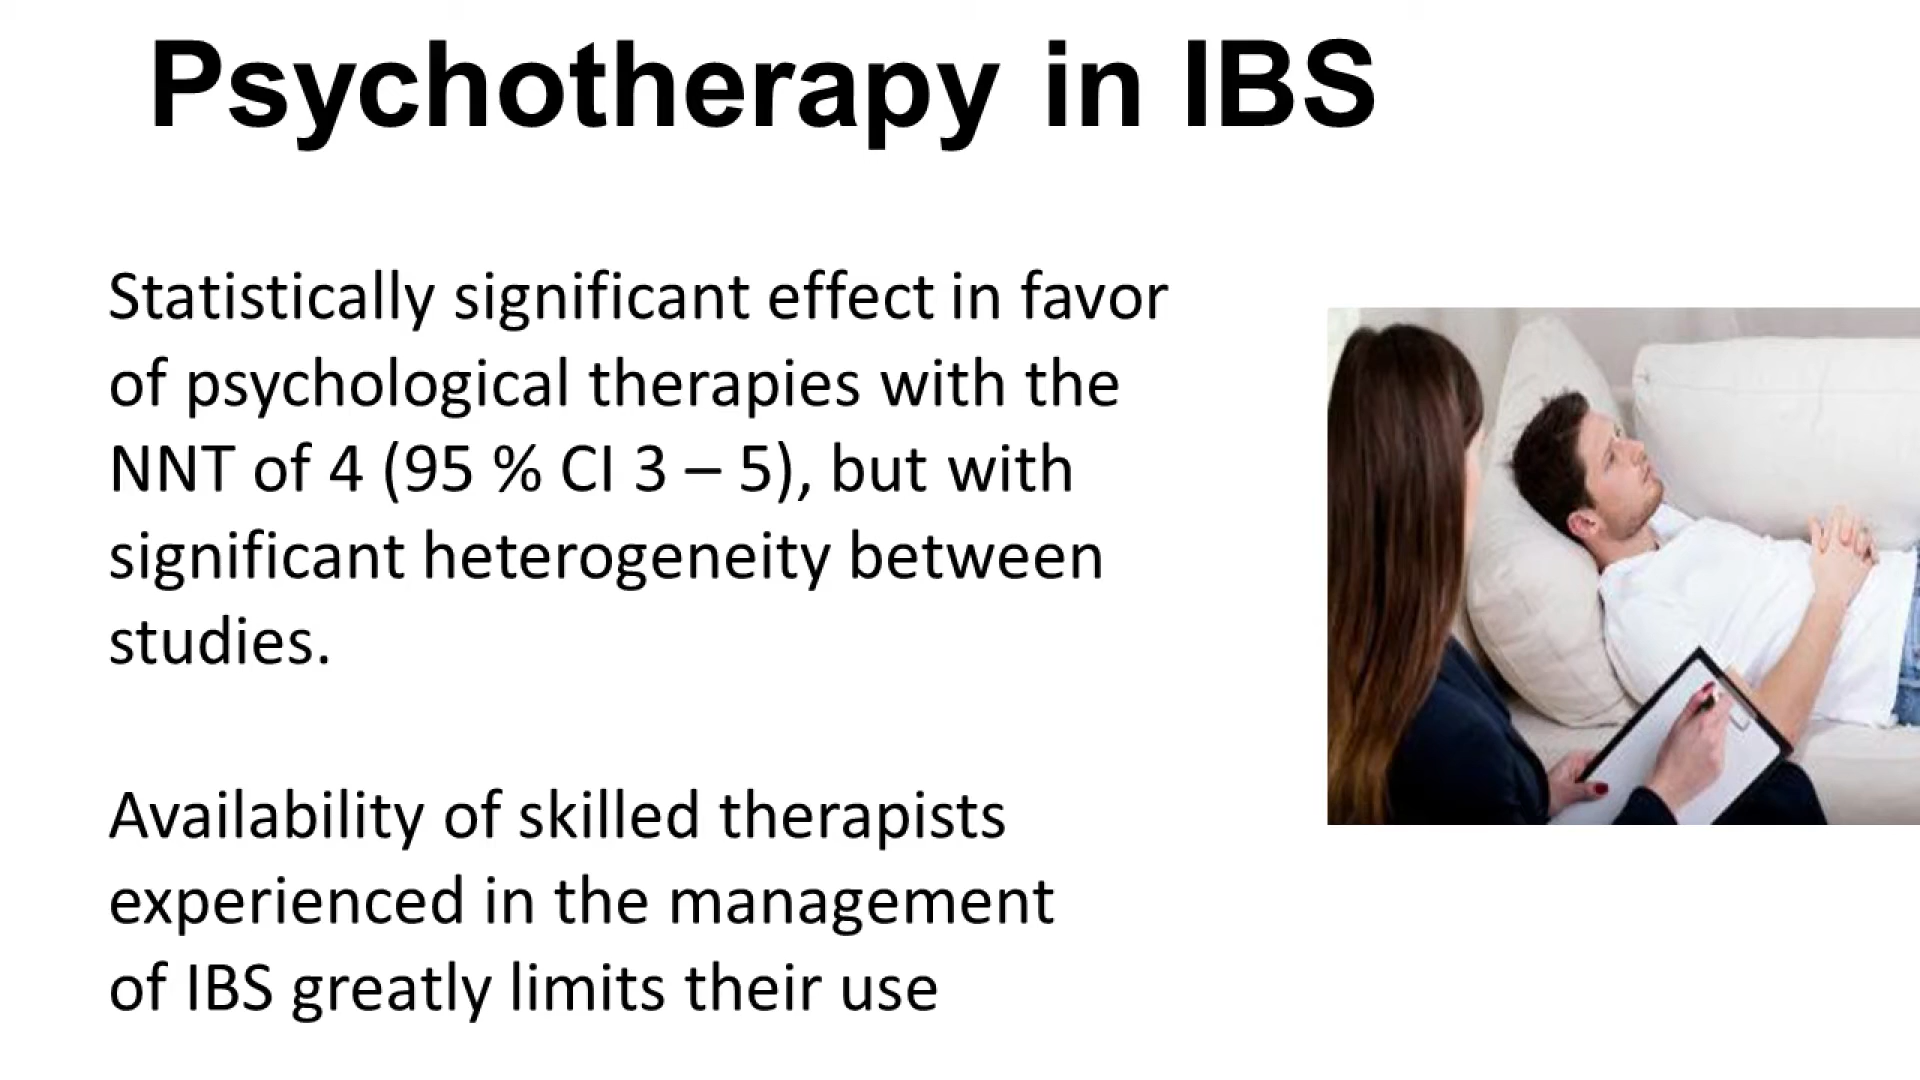 Psychotherapy in IBS
Statistically significant effect in favor
of psychological therapies with the
NNT of 4 (95 % CI 3 – 5), but with
significant heterogeneity between
studies.
Availability of skilled therapists
experienced in the management
of IBS greatly limits their use